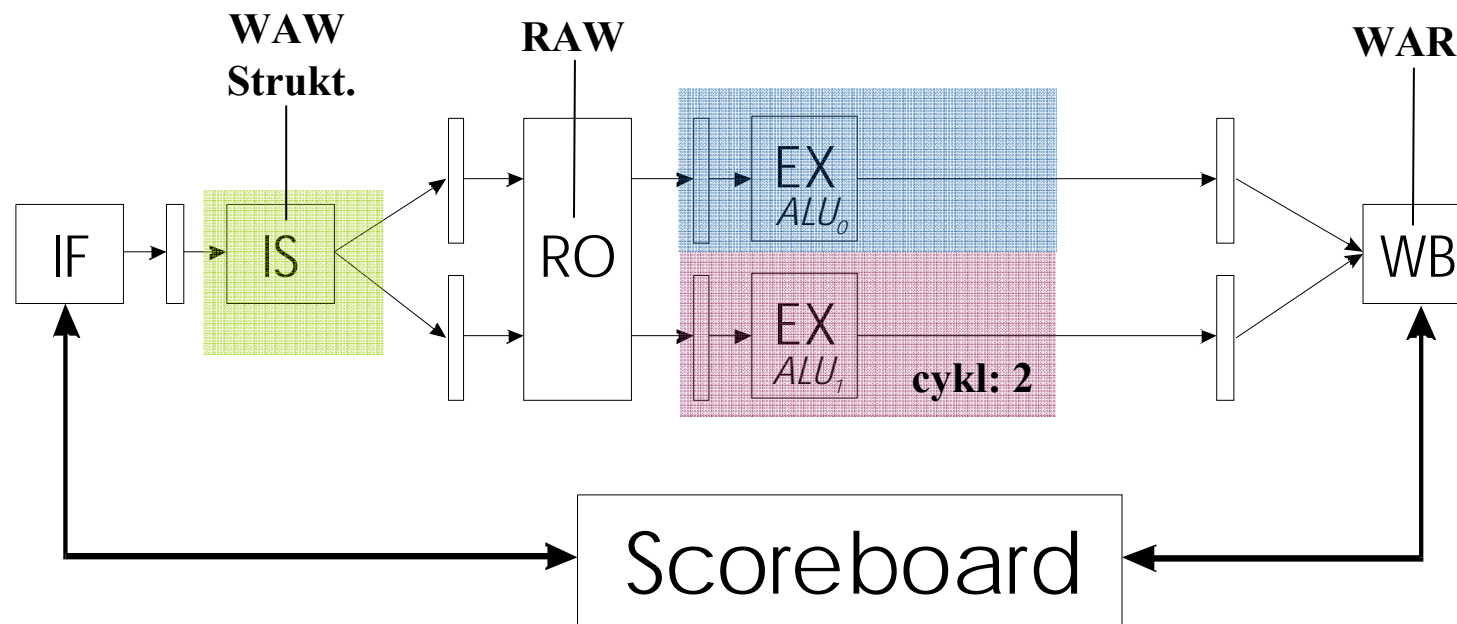 WAW
Strukt.
RAW
WAR
IF
IS
RO
EX
ALU₀
EX
ALU₁
cykl: 2
WB
Scoreboard